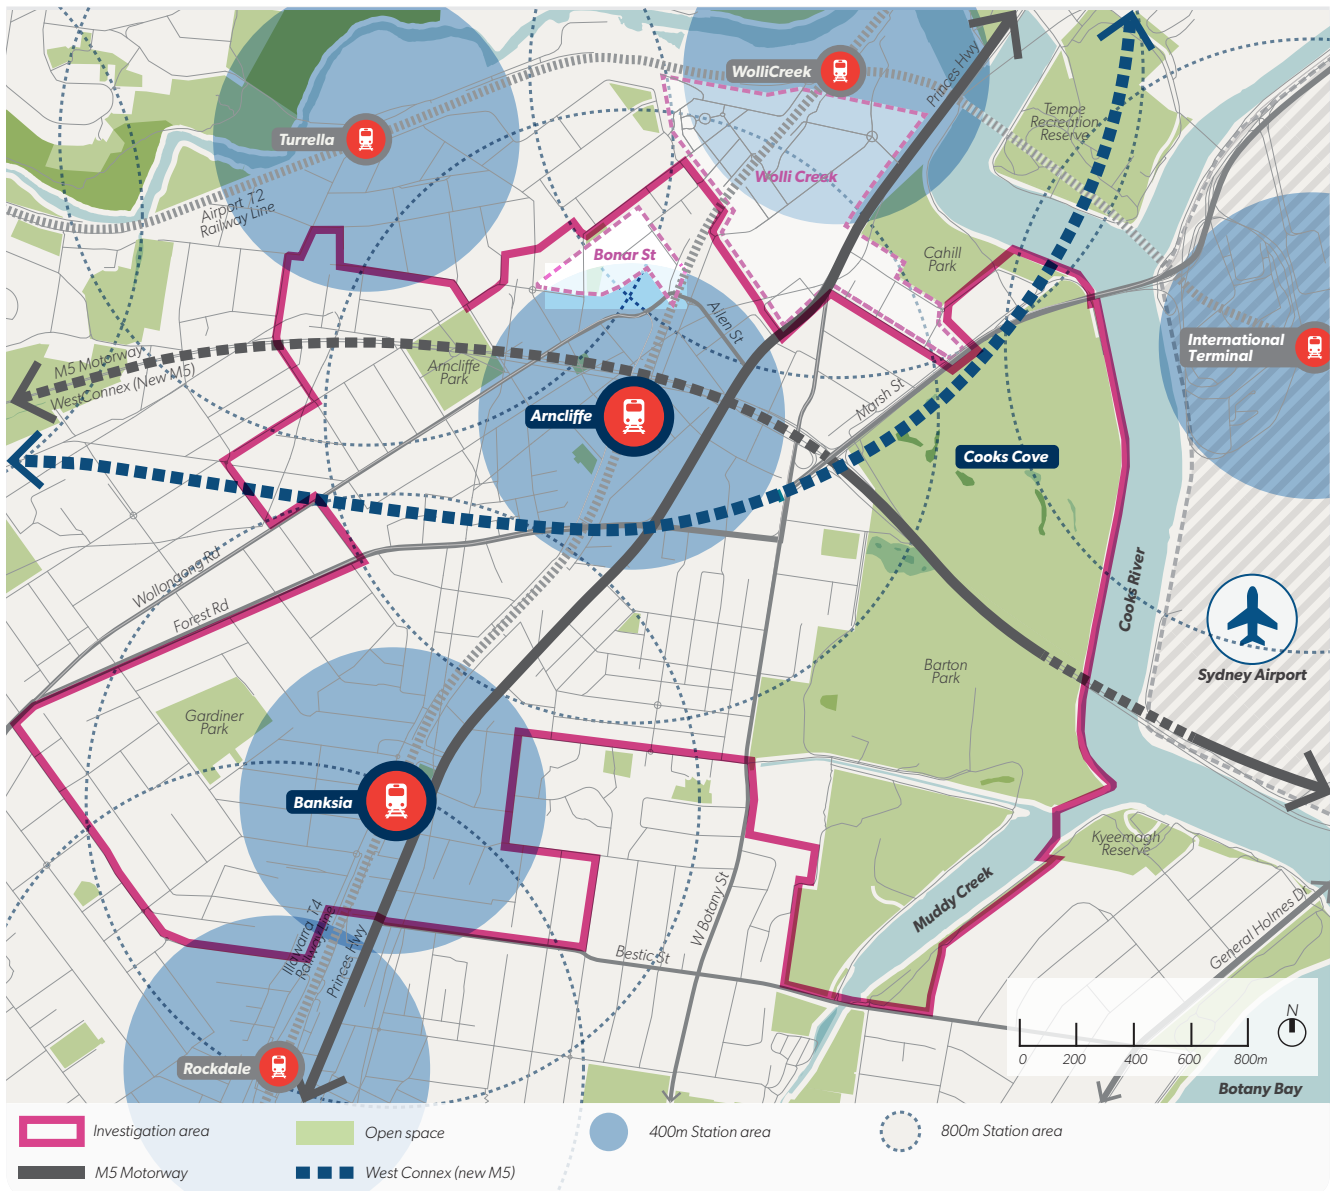 WolliCreek
Princes Hwy
Tempe
Recreation
Reserve
Turrella
Airport T2
Railway Line
Wolli Creek
Bonar St
Cahill
Park
Allen St
International
Terminal
M5 Motorway
WestConnex (New M5)
Arncliffe
Park
Marsh St
Arncliffe
Cooks Cove
Wollongong Rd
Forest Rd
Cooks River
Sydney Airport
Barton
Park
Gardiner
Park
Banksia
Kyeemagh
Reserve
Muddy Creek
W Botany St
Illawarra T4
Railway Line
Princes Hwy
Bestic St
General Holmes Dr
N
0 200 400 600 800m
Rockdale
Botany Bay
Investigation area
Open space
400m Station area
800m Station area
M5 Motorway
West Connex (new M5)